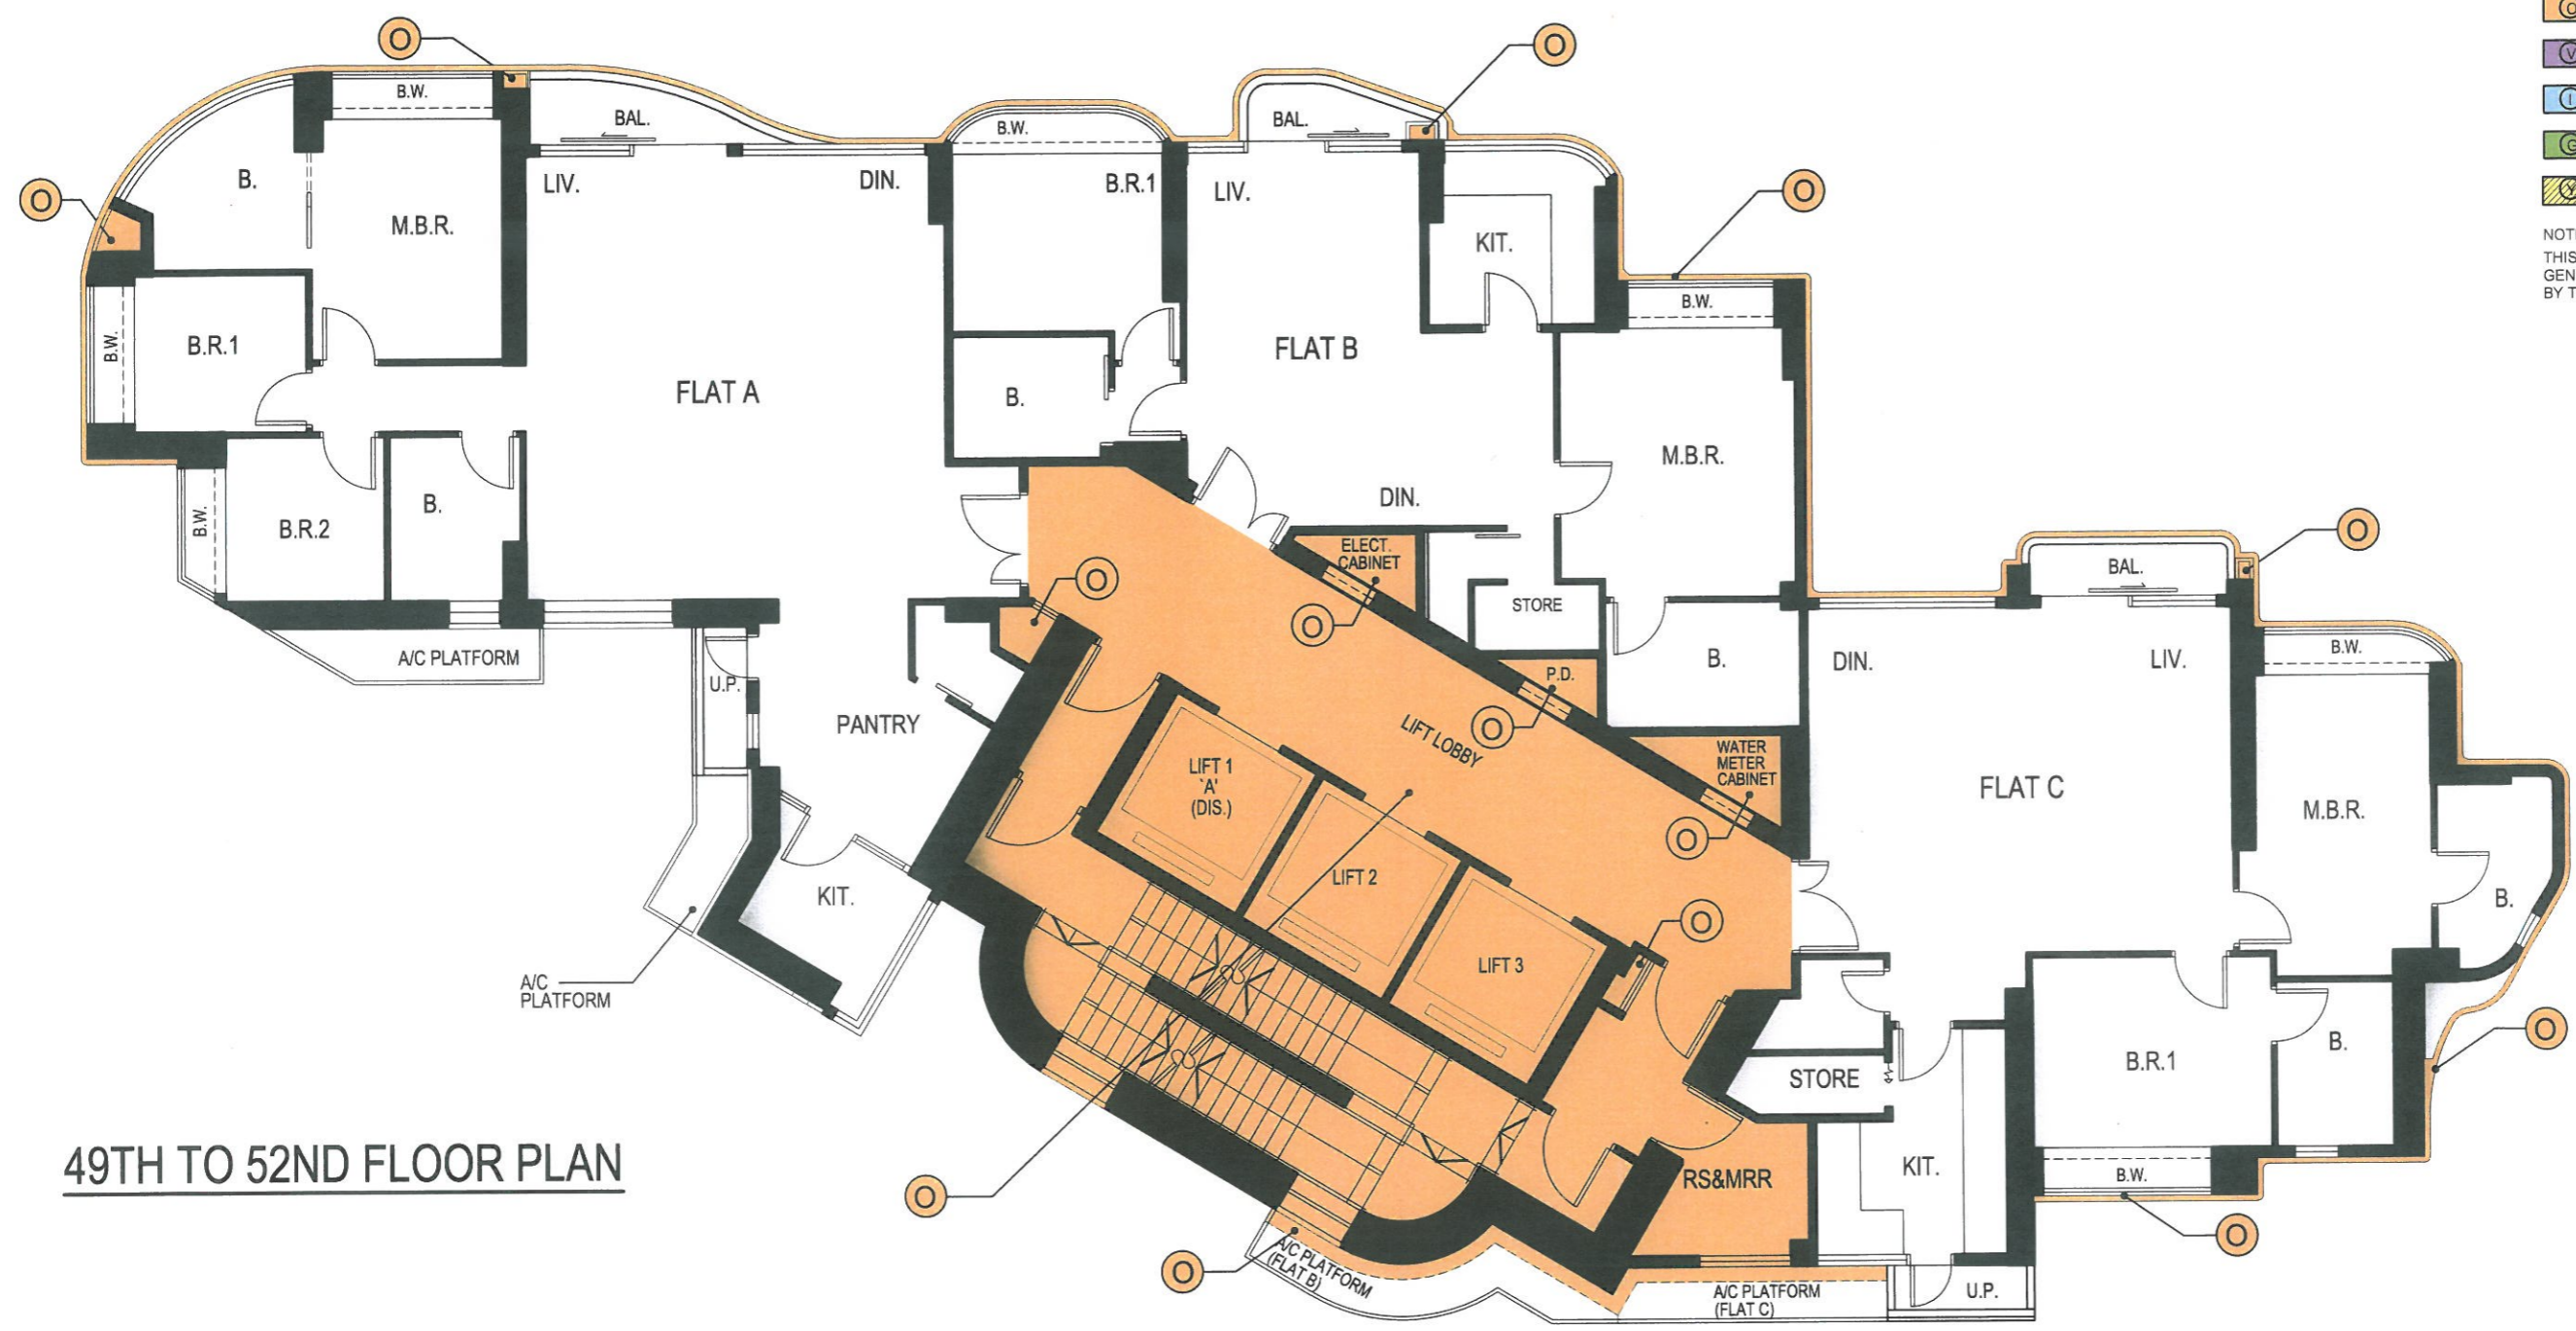 O
O
O
O
V
I
G
Y
NOT
THIS
GEN
BY T
B.W.
BAL.
B.W.
BAL.
B.
M.B.R.
LIV.
DIN.
B.R.1
LIV.
KIT.
O
B.W.
B.W.
B.R.1
FLAT A
FLAT B
B.
M.B.R.
B.W.
B.R.2
B.
DIN.
ELECT.
CABINET
O
O
O
STORE
BAL.
O
A/C PLATFORM
U.P.
PANTRY
P.D.
O
B.
DIN.
LIV.
B.W.
LIFT LOBBY
WATER
METER
CABINET
O
LIFT 1
'A'
(DIS.)
LIFT 2
LIFT 3
FLAT C
M.B.R.
KIT.
B.
O
A/C
PLATFORM
STORE
B.R.1
B.
O
49TH TO 52ND FLOOR PLAN
O
RS&MRR
KIT.
B.W.
O
O
A/C PLATFORM
(FLAT B)
A/C PLATFORM
(FLAT C)
U.P.